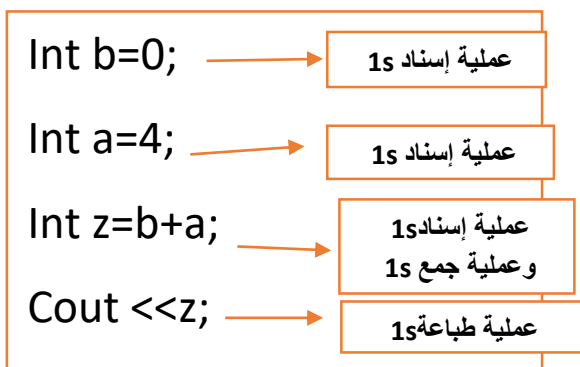 Int b=0;
عملية إسناد 1s
Int a=4;
عملية إسناد 1s
Int z=b+a;
عملية إسناد1s
وعملية جمع 1s
Cout <<z;
عملية طباعة1s